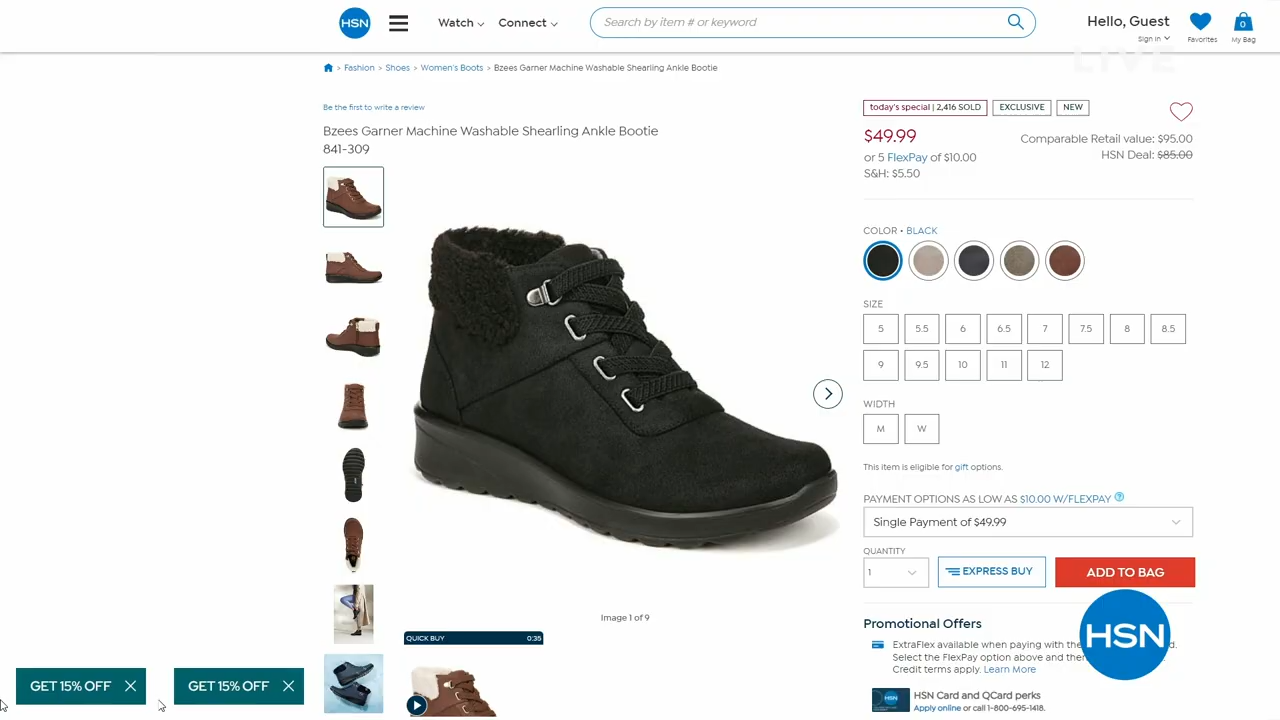 HSN
Watch
Connect
Search by item # or keyword
Hello, Guest
Sign in
Favorites
0
My Bag
LIVE
> Fashion > Shoes > Women's Boots > Bzees Garner Machine Washable Shearling Ankle Bootie
Be the first to write a review
Bzees Garner Machine Washable Shearling Ankle Bootie
841-309
today's special | 2,416 SOLD
EXCLUSIVE
NEW
$49.99
Comparable Retail value: $95.00
or 5 FlexPay of $10.00
HSN Deal: $85.00
S&H: $5.50
COLOR • BLACK
SIZE
5 5.5 6 6.5 7 7.5 8 8.5
9 9.5 10 11 12
WIDTH
M W
This item is eligible for gift options.
PAYMENT OPTIONS AS LOW AS $10.00 W/FLEXPAY ?
Single Payment of $49.99
QUANTITY
1
EXPRESS BUY
ADD TO BAG
Image 1 of 9
QUICK BUY 0:35
Promotional Offers
ExtraFlex available when paying with the d.
Select the FlexPay option above and then
Credit terms apply. Learn More
HSN
HSN
HSN Card and QCard perks
Apply online or call 1-800-695-1418.
GET 15% OFF X
GET 15% OFF X